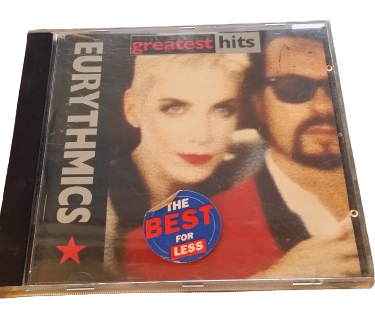 greatest hits
EURYTHMICS
THE
BEST
FOR
LESS